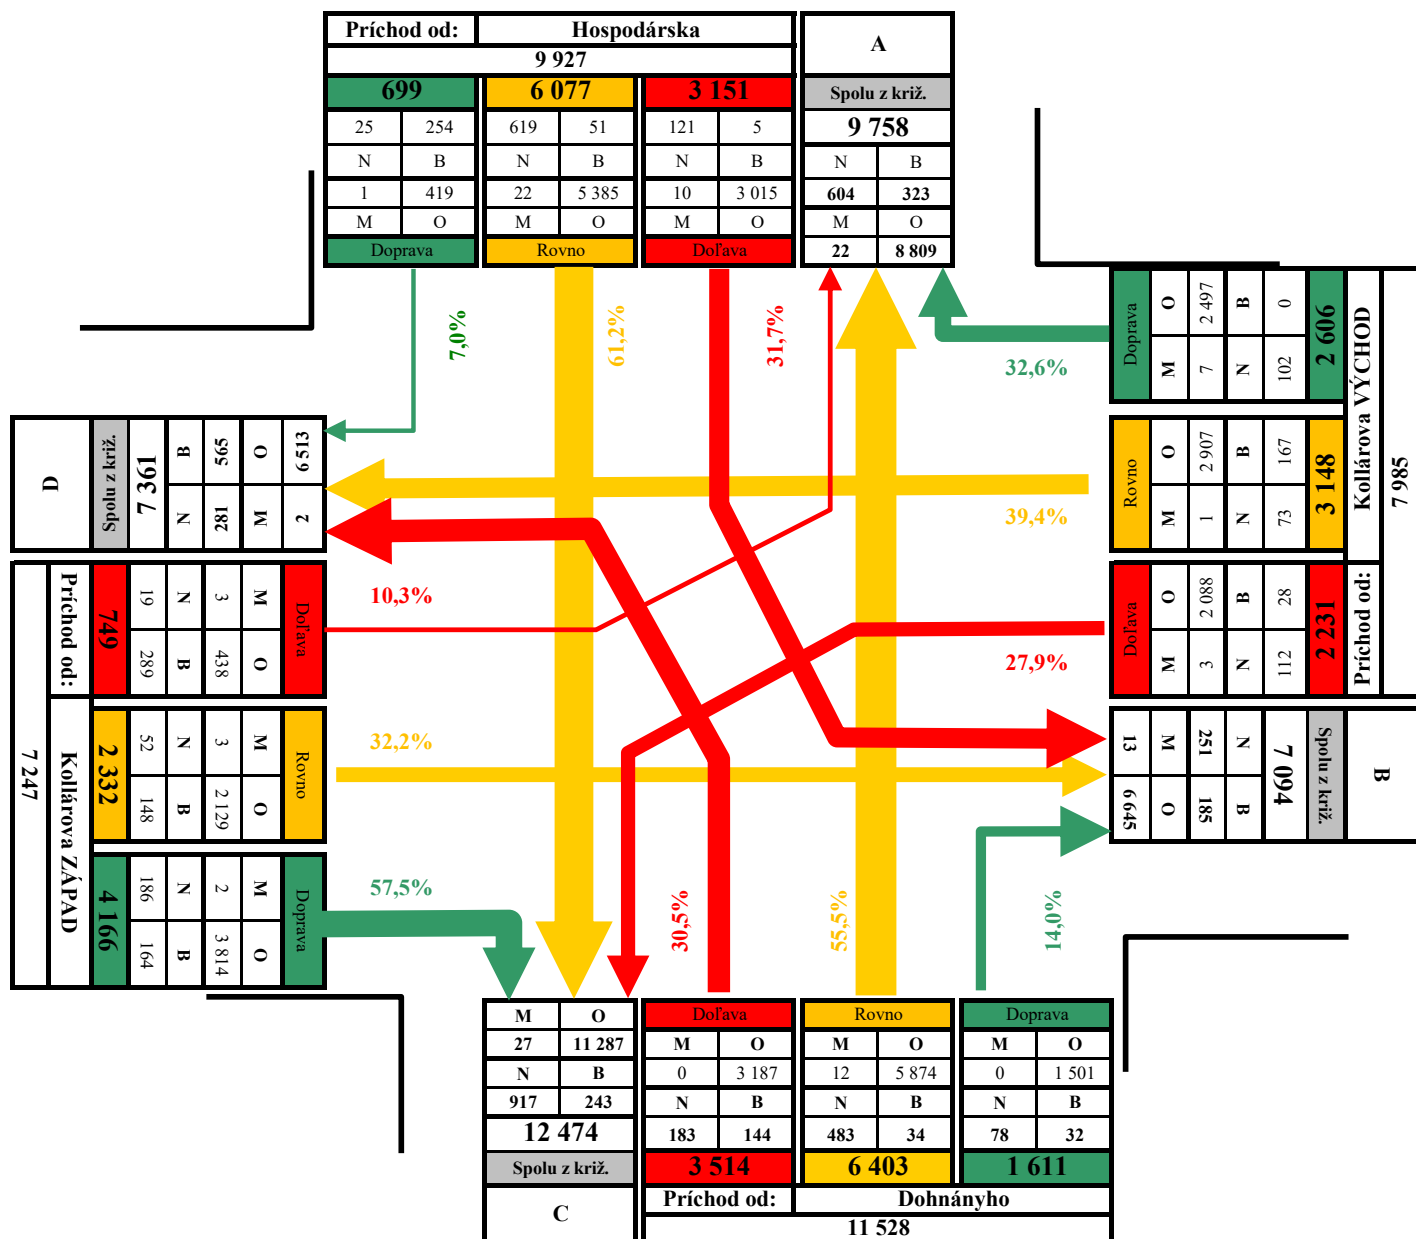 Príchod od: Hospodárska
9 927
699 6 077 3 151
25 254 619 51 121 5
N B N B N B
1 419 22 5 385 10 3 015
M O M O M O
Doprava Rovno Doľava
A
Spolu z križ.
9 758
N B
604 323
M O
22 8 809
7,0%
61,2%
31,7%
32,6%
39,4%
27,9%
10,3%
32,2%
57,5%
30,5%
55,5%
14,0%
Kollárova VÝCHOD
Príchod od:
7 985
2 606 3 148 2 231
0 102 167 73 28 112
B N B N B N
2 497 7 2 907 1 2 088 3
O M O M O M
Doprava Rovno Doľava
B
Spolu z križ.
7 094
N B
251 185
M O
13 6 645
D
Spolu z križ.
7 361
B N
595 281
O M
6 513 2
Príchod od: Kollárova ZÁPAD
7 247
749 2 332 4 166
19 289 52 148 186 164
N B N B N B
3 438 3 2 129 2 3 814
M O M O M O
Doľava Rovno Doprava
M O
27 11 287
N B
917 243
12 474
Spolu z križ.
C
Doľava Rovno Doprava
M O M O M O
0 3 187 12 5 874 0 1 501
N B N B N B
183 144 483 34 78 32
3 514 6 403 1 611
Príchod od: Dohnányho
11 528